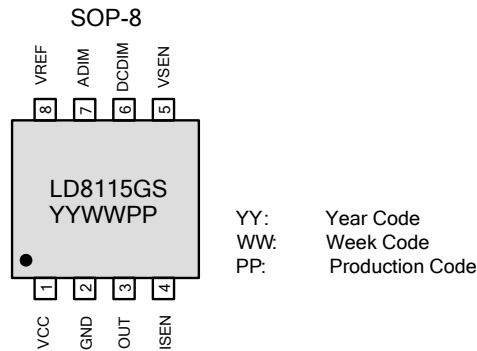 SOP-8
VREF ADIM DCDIM VSEN
8 7 6 5
LD8115GS
YYWWPP
YY: Year Code
WW: Week Code
PP: Production Code
1 2 3 4
VCC GND OUT ISEN